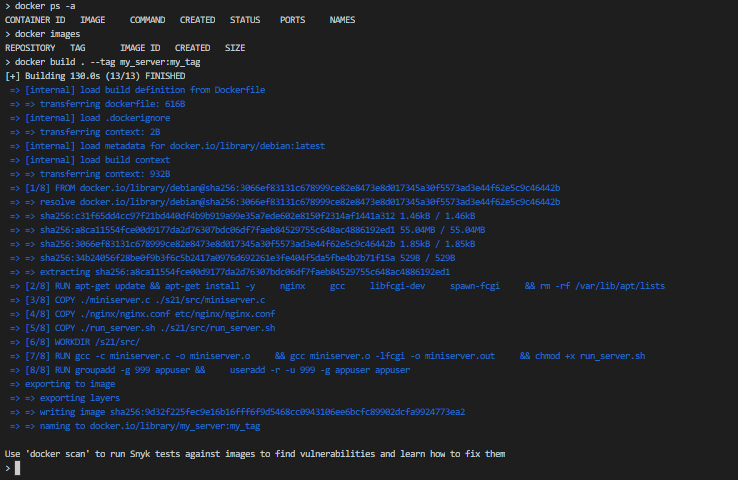 > docker ps -a
CONTAINER ID   IMAGE     COMMAND   CREATED   STATUS    PORTS     NAMES
> docker images
REPOSITORY   TAG       IMAGE ID   CREATED   SIZE
> docker build . --tag my_server:my_tag
[+] Building 130.0s (13/13) FINISHED
=> [internal] load build definition from Dockerfile
=> => transferring dockerfile: 616B
=> [internal] load .dockerignore
=> => transferring context: 2B
=> [internal] load metadata for docker.io/library/debian:latest
=> [internal] load build context
=> => transferring context: 932B
=> [1/8] FROM docker.io/library/debian@sha256:3066ef83131c678999ce82e8473e8d017345a30f5573ad3e44f62e5c9c46442b
=> => resolve docker.io/library/debian@sha256:3066ef83131c678999ce82e8473e8d017345a30f5573ad3e44f62e5c9c46442b
=> => sha256:c31f65dd4cc97f21bd440df4b9b919a99e35a7ede602e8150f2314af1441a312 1.46kB / 1.46kB
=> => sha256:a8ca11554fce00d9177da2d76307bdc06df7faeb84529755c648ac4886192ed1 55.04MB / 55.04MB
=> => sha256:3066ef83131c678999ce82e8473e8d017345a30f5573ad3e44f62e5c9c46442b 1.85kB / 1.85kB
=> => sha256:34b24056f28be0f9b3f6c5b2417a0976d692261e3fe404f5da5fbe4b2b71f15a 529B / 529B
=> => extracting sha256:a8ca11554fce00d9177da2d76307bdc06df7faeb84529755c648ac4886192ed1
=> [2/8] RUN apt-get update && apt-get install -y     nginx     gcc     libfcgi-dev     spawn-fcgi     && rm -rf /var/lib/apt/lists
=> [3/8] COPY ./miniserver.c ./s21/src/miniserver.c
=> [4/8] COPY ./nginx/nginx.conf etc/nginx/nginx.conf
=> [5/8] COPY ./run_server.sh ./s21/src/run_server.sh
=> [6/8] WORKDIR /s21/src/
=> [7/8] RUN gcc -c miniserver.c -o miniserver.o     && gcc miniserver.o -lfcgi -o miniserver.out     && chmod +x run_server.sh
=> [8/8] RUN groupadd -g 999 appuser &&     useradd -r -u 999 -g appuser appuser
=> exporting to image
=> => exporting layers
=> => writing image sha256:9d32f225fec9e16b16fff6f9d5468cc0943106ee6bcfc89902dcfa9924773ea2
=> => naming to docker.io/library/my_server:my_tag
Use 'docker scan' to run Snyk tests against images to find vulnerabilities and learn how to fix them
>